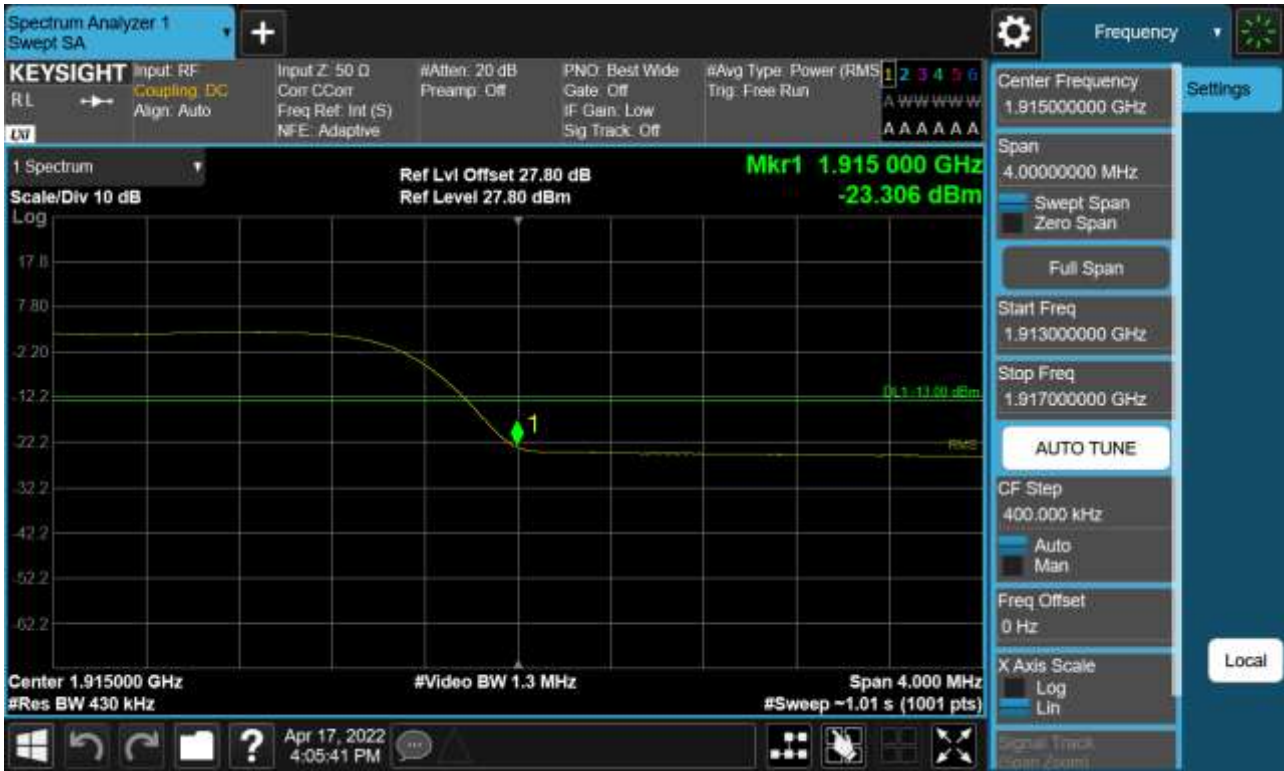 Spectrum Analyzer 1
Swept SA
+
Frequency
KEYSIGHT
RL
LXI
Input: RF
Coupling: DC
Align: Auto
Input Z: 50 Ω
Corr CCorr
Freq Ref: Int (S)
NFE: Adaptive
#Atten: 20 dB
Preamp: Off
PNO: Best Wide
Gate: Off
IF Gain: Low
Sig Track: Off
#Avg Type: Power (RMS
Trig: Free Run
1 2 3 4 5 6
A W W W W W
A A A A A A
1 Spectrum
Scale/Div 10 dB
Log
Ref Lvl Offset 27.80 dB
Ref Level 27.80 dBm
Mkr1 1.915 000 GHz
-23.306 dBm
17.8
7.80
-2.20
-12.2
-22.2
-32.2
-42.2
-52.2
-62.2
DL1 -13.00 dBm
1
RMS
Center 1.915000 GHz
#Res BW 430 kHz
#Video BW 1.3 MHz
Span 4.000 MHz
#Sweep ~1.01 s (1001 pts)
Center Frequency
1.915000000 GHz
Settings
Span
4.00000000 MHz
Swept Span
Zero Span
Full Span
Start Freq
1.913000000 GHz
Stop Freq
1.917000000 GHz
AUTO TUNE
CF Step
400.000 kHz
Auto
Man
Freq Offset
0 Hz
X Axis Scale
Log
Lin
Local
Signal Track
(Span Zoom)
?
Apr 17, 2022
4:05:41 PM